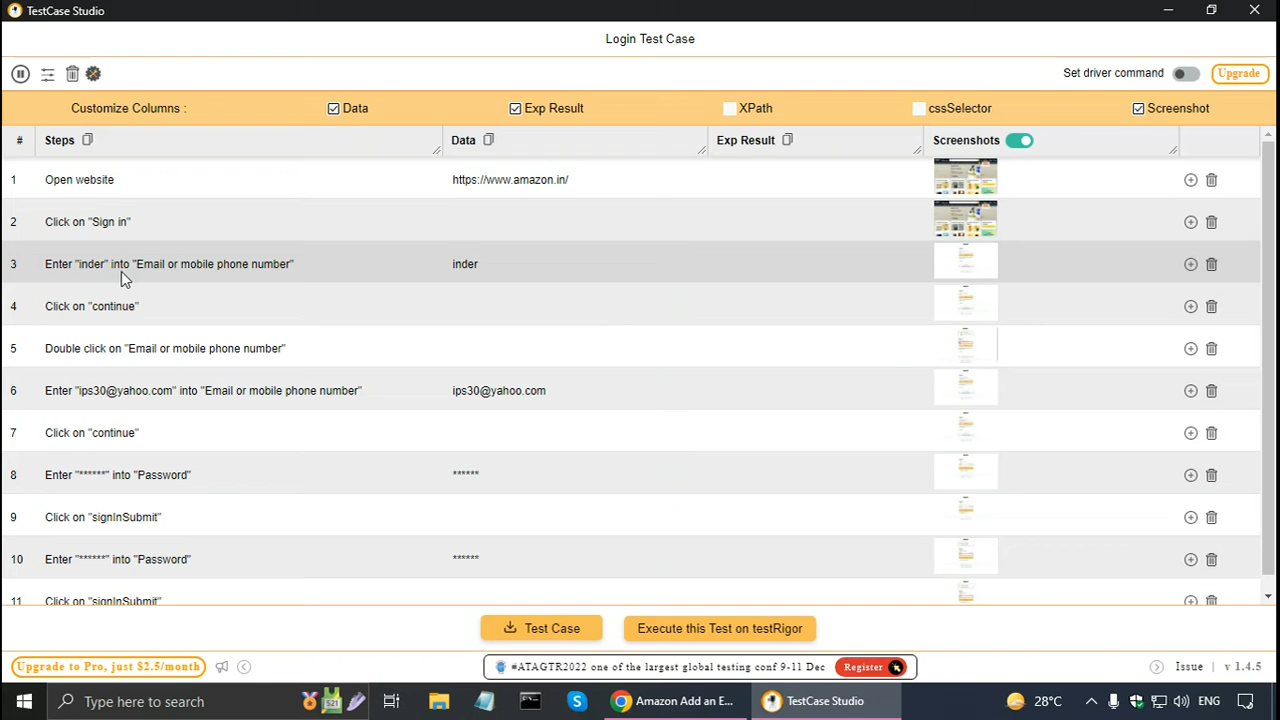 TestCase Studio
Login Test Case
Set driver command
Upgrade
Customize Columns : Data Exp Result XPath cssSelector Screenshot
# Steps Data Exp Result Screenshots
1 Open website https://www.amazon.in/
2 Click on "Sign in"
3 Enter "inder" into "Email or mobile phone number" inder
4 Click on "continue"
5 Double click on "Email or mobile phone number"
6 Enter "ips30@yahoo.com" into "Email or mobile phone number" ips30@yahoo.com
7 Click on "continue"
8 Enter "******" into "Password" ******
9 Click on "signInSubmit"
10 Enter "******" into "Password" ******
11 Click on "signInSubmit"
Test Case Execute this Test on testRigor
Upgrade to Pro, just $2.5/month #ATAGTR2022 one of the largest global testing conf 9-11 Dec Register Issue v 1.4.5
Type here to search Amazon Add an E... TestCase Studio 28°C ENG